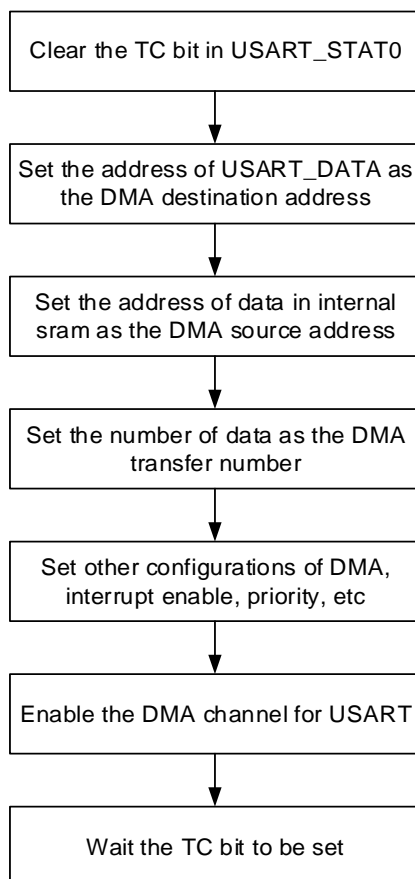 Clear the TC bit in USART_STAT0
Set the address of USART_DATA as
the DMA destination address
Set the address of data in internal
sram as the DMA source address
Set the number of data as the DMA
transfer number
Set other configurations of DMA,
interrupt enable, priority, etc
Enable the DMA channel for USART
Wait the TC bit to be set